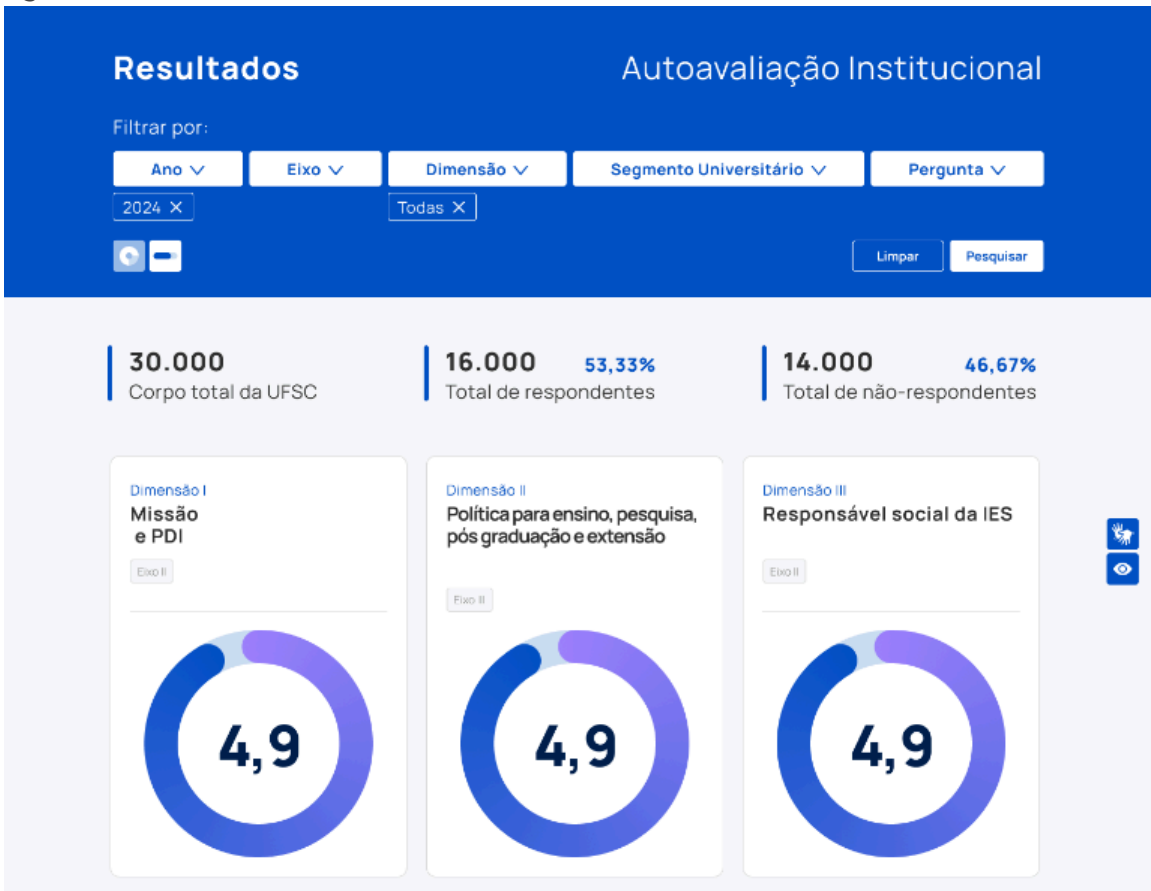 Resultados
Autoavaliação Institucional
Filtrar por:
Ano
Eixo
Dimensão
Segmento Universitário
Pergunta
2024 ×
Todas ×
Limpar
Pesquisar
30.000
Corpo total da UFSC
16.000 53,33%
Total de respondentes
14.000 46,67%
Total de não-respondentes
Dimensão I
Missão
e PDI
Eixo II
4,9
Dimensão II
Política para ensino, pesquisa,
pós graduação e extensão
Eixo III
4,9
Dimensão III
Responsável social da IES
Eixo II
4,9